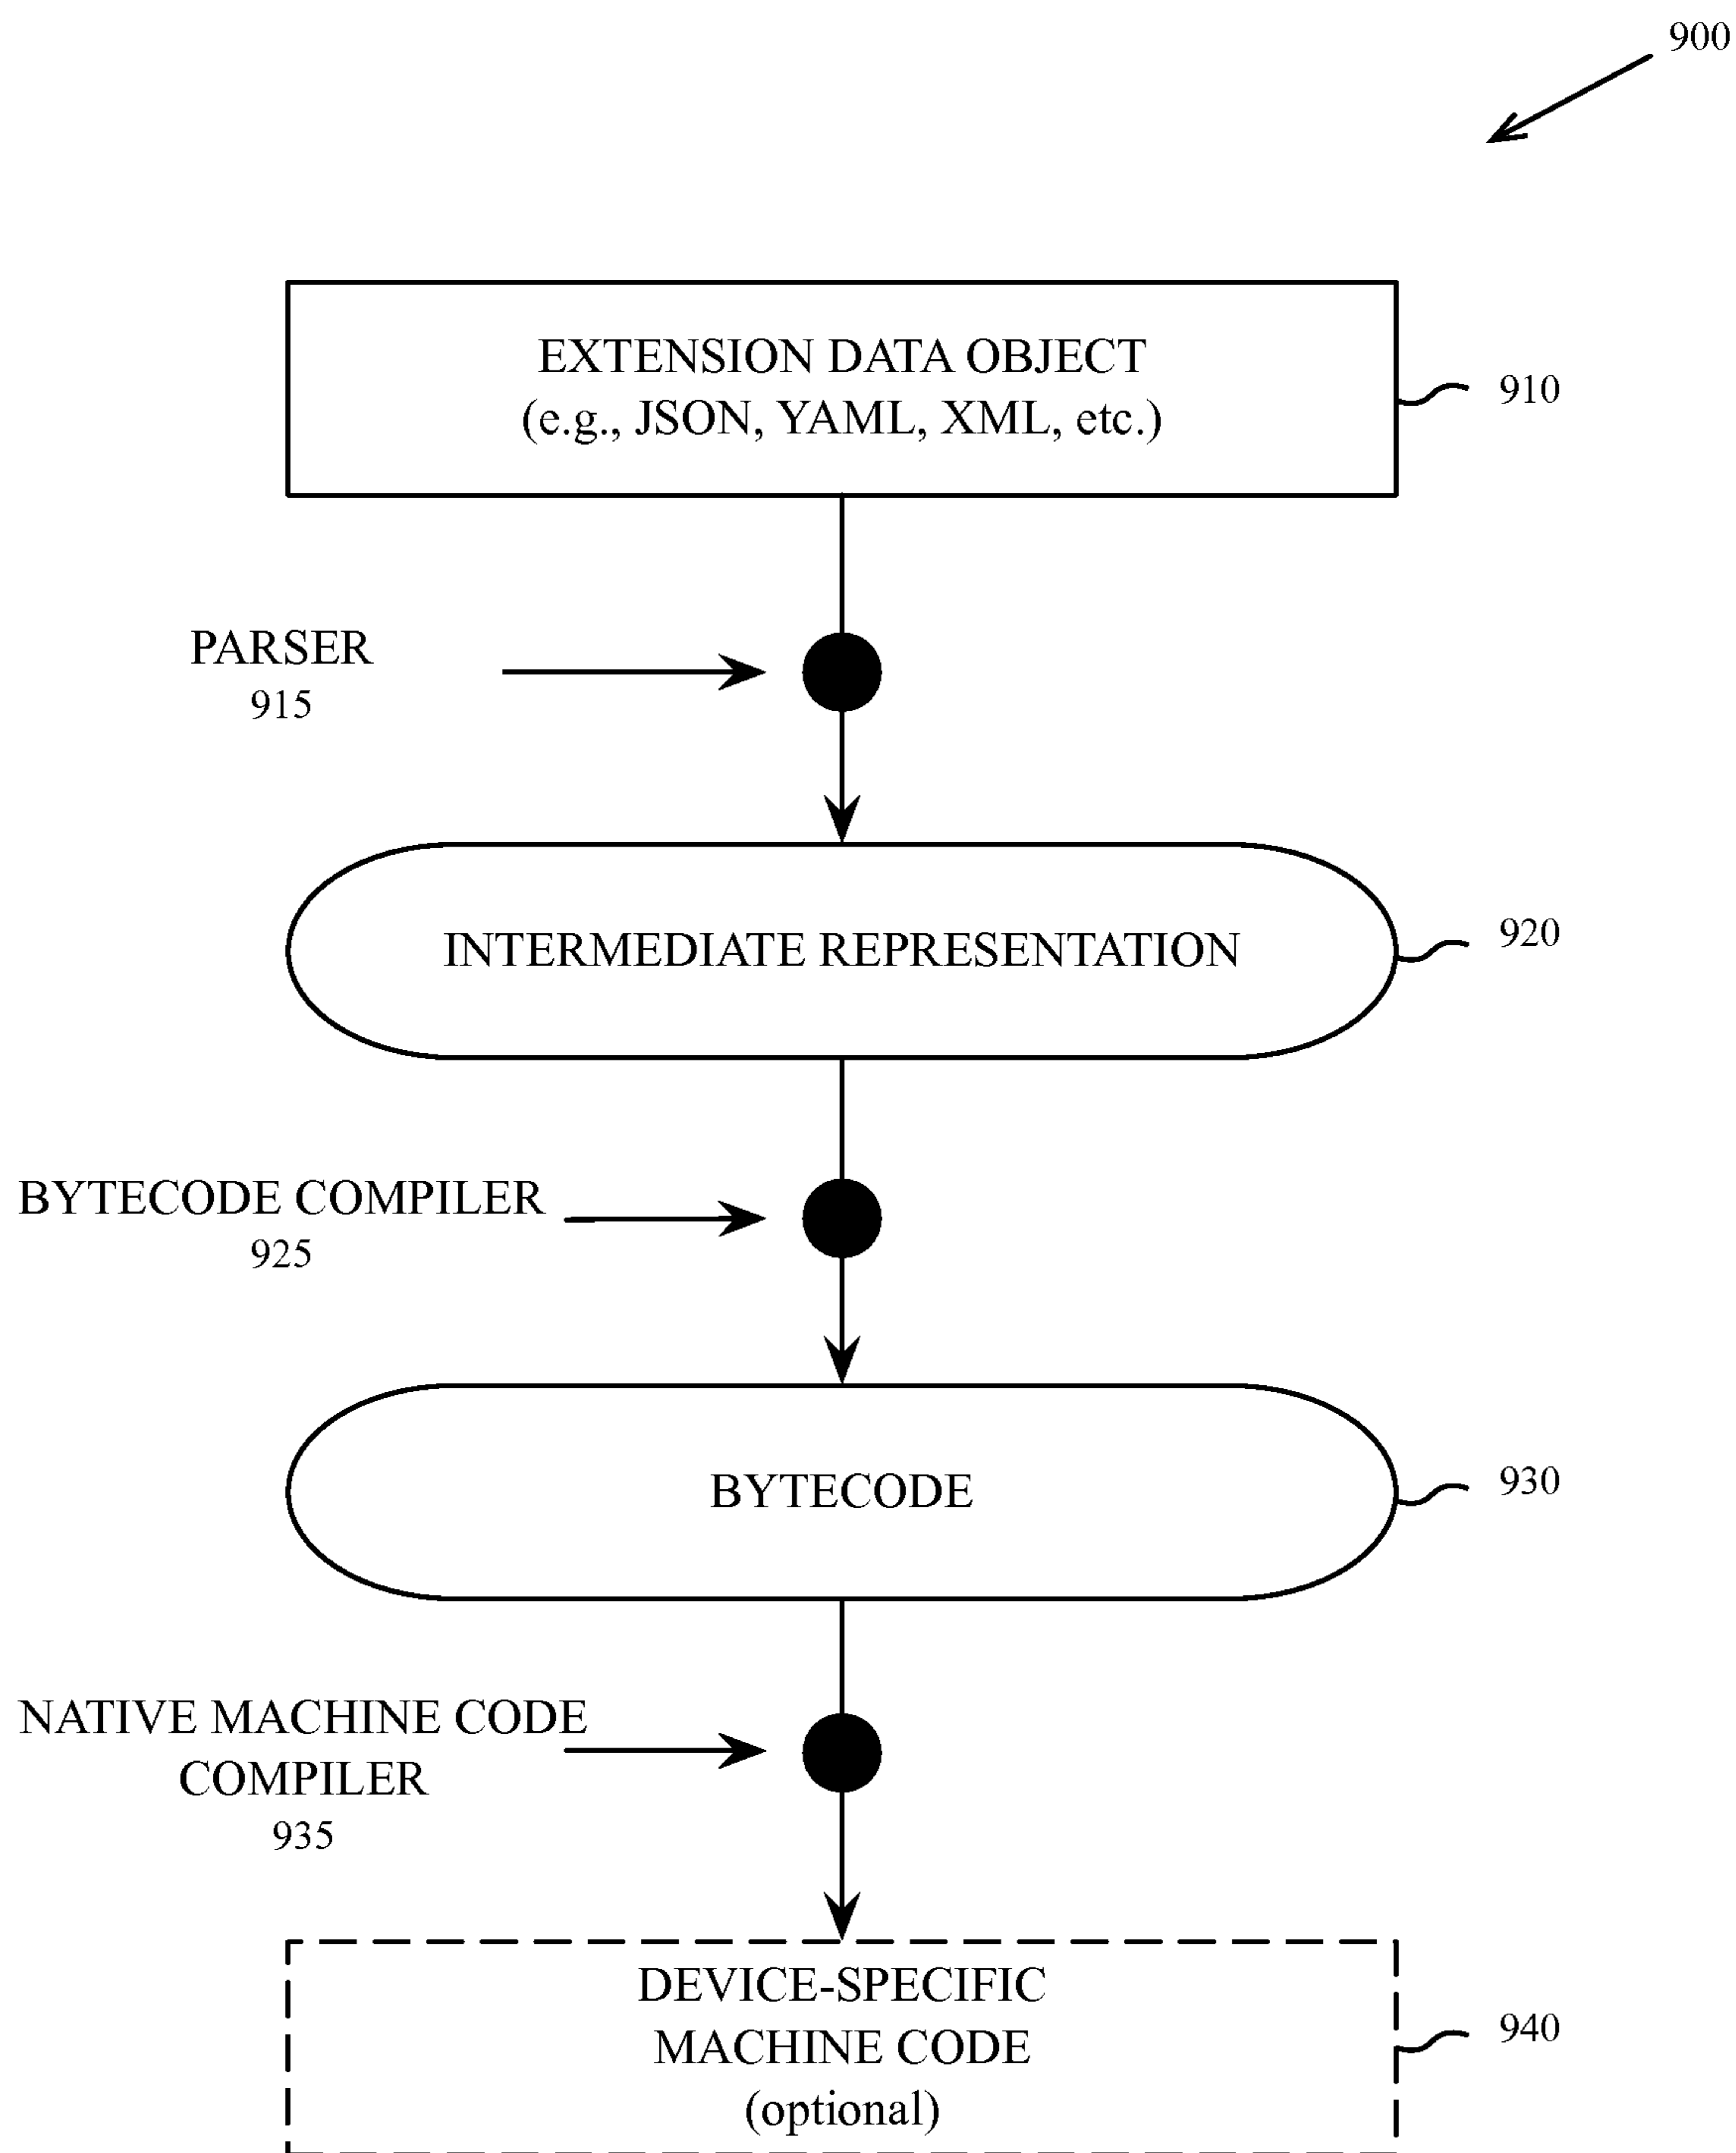 900
EXTENSION DATA OBJECT
(e.g., JSON, YAML, XML, etc.)
910
PARSER
915
INTERMEDIATE REPRESENTATION
920
BYTECODE COMPILER
925
BYTECODE
930
NATIVE MACHINE CODE
COMPILER
935
DEVICE-SPECIFIC
MACHINE CODE
(optional)
940